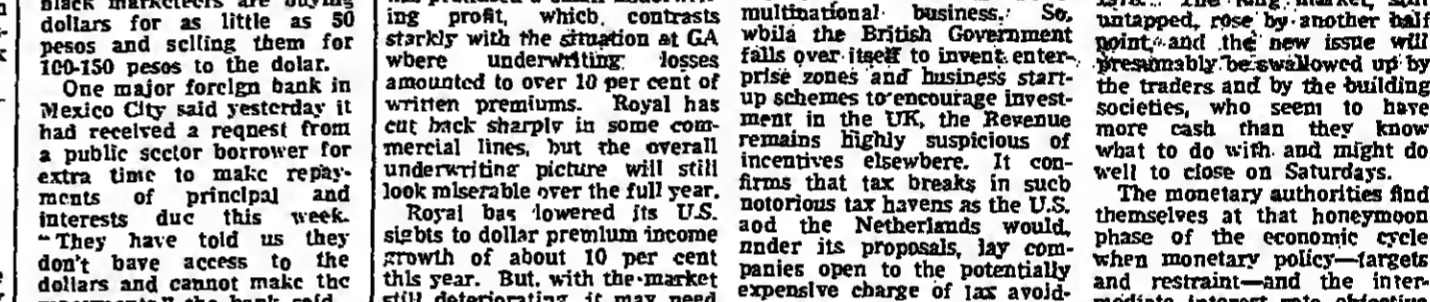 black marketeers are buying
dollars for as little as 50
pesos and selling them for
100-150 pesos to the dolar.
One major foreign bank in
Mexico City said yesterday it
had received a request from
a public sector borrower for
extra time to make repay-
ments of principal and
interests due this week.
"They have told us they
don't have access to the
dollars and cannot make the
the bank said
ing profit, which contrasts
starkly with the situation at GA
where underwriting losses
amounted to over 10 per cent of
written premiums. Royal has
cut back sharply in some com-
mercial lines, but the overall
underwriting picture will still
look miserable over the full year.
Royal has lowered its U.S.
sights to dollar premium income
growth of about 10 per cent
this year. But, with the market
still deteriorating, it may need
multinational business. So,
while the British Government
falls over itself to invent enter-
prise zones and business start-
up schemes to encourage invest-
ment in the UK, the Revenue
remains highly suspicious of
incentives elsewhere. It con-
firms that tax breaks in such
notorious tax havens as the U.S.
and the Netherlands would,
under its proposals, lay com-
panies open to the potentially
expensive charge of tax avoid-
untapped, rose by another half
point, and the new issue will
presumably be swallowed up by
the traders and by the building
societies, who seem to have
more cash than they know
what to do with and might do
well to close on Saturdays.
The monetary authorities find
themselves at that honeymoon
phase of the economic cycle
when monetary policy—targets
and restraint—and the inter-
mediate interest rate objective